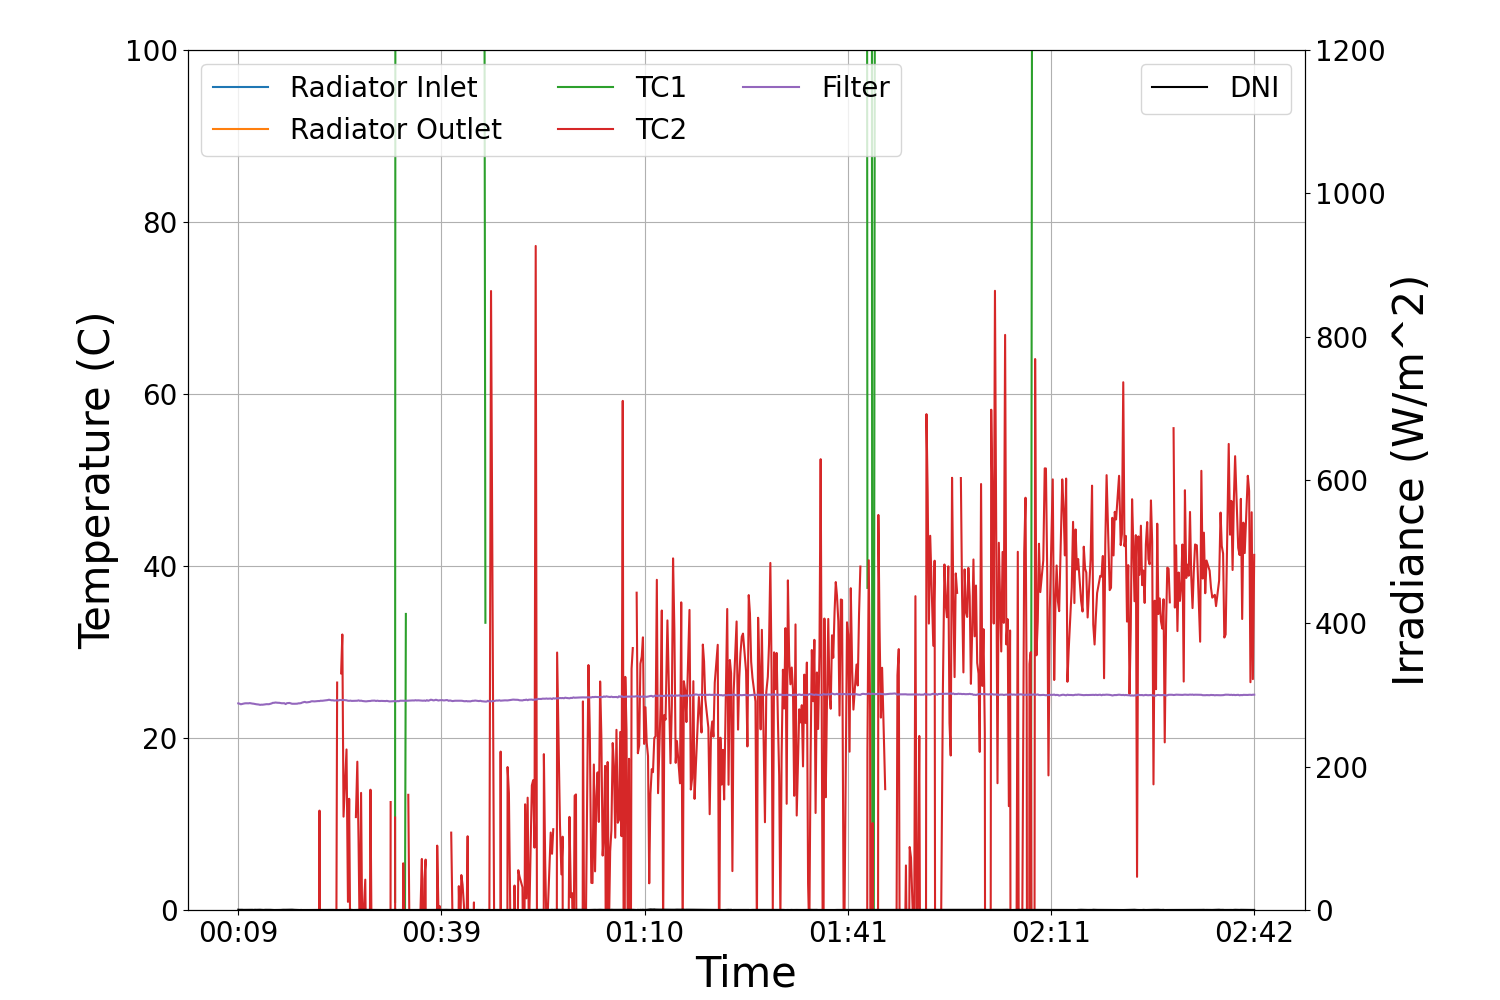 Radiator Inlet
Radiator Outlet
TC1
TC2
Filter
DNI
Temperature (C)
100
80
60
40
20
0
1200
1000
800
600
400
200
0
Irradiance (W/m^2)
00:09 00:39 01:10 01:41 02:11 02:42
Time